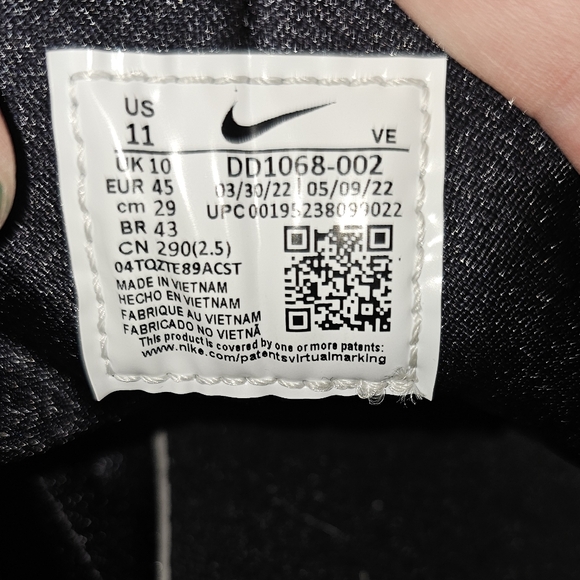 US
11
VE
UK 10
DD1068-002
EUR 45
03/30/22 | 05/09/22
cm 29
UPC 00195238099022
BR 43
CN 290(2.5)
04TQZTE89ACST
MADE IN VIETNAM
HECHO EN VIETNAM
FABRIQUE AU VIETNAM
FABRICADO NO VIETNÃ
This product is covered by one or more patents:
www.nike.com/patentsvirtualmarking